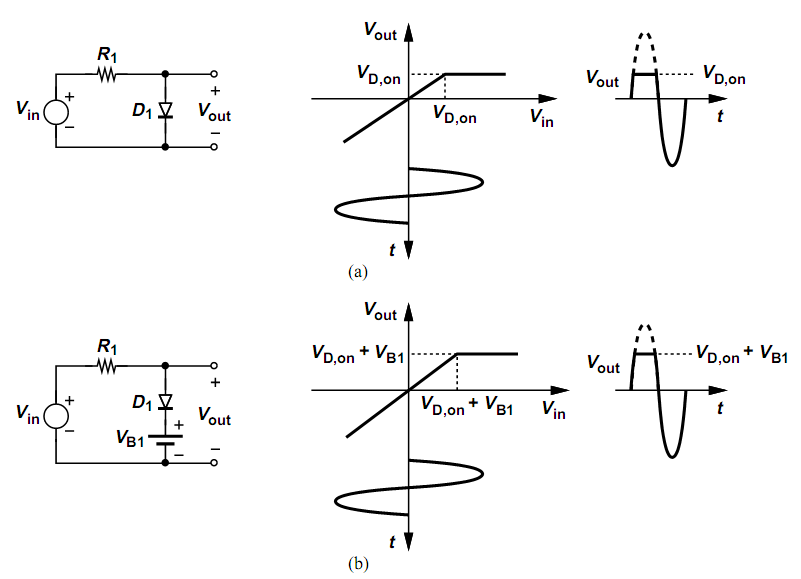 R1
Vin
+
−
D1
+
Vout
−
Vout
VD,on
VD,on
Vin
t
Vout
VD,on
t
(a)
R1
Vin
+
−
D1
VB1
+
−
+
Vout
−
Vout
VD,on + VB1
VD,on + VB1
Vin
t
Vout
VD,on + VB1
t
(b)